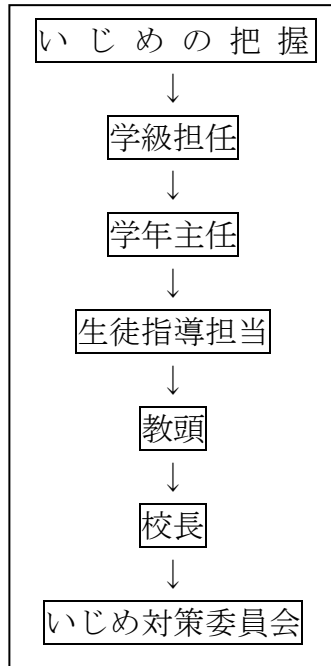 いじめの把握
↓
学級担任
↓
学年主任
↓
生徒指導担当
↓
教頭
↓
校長
↓
いじめ対策委員会